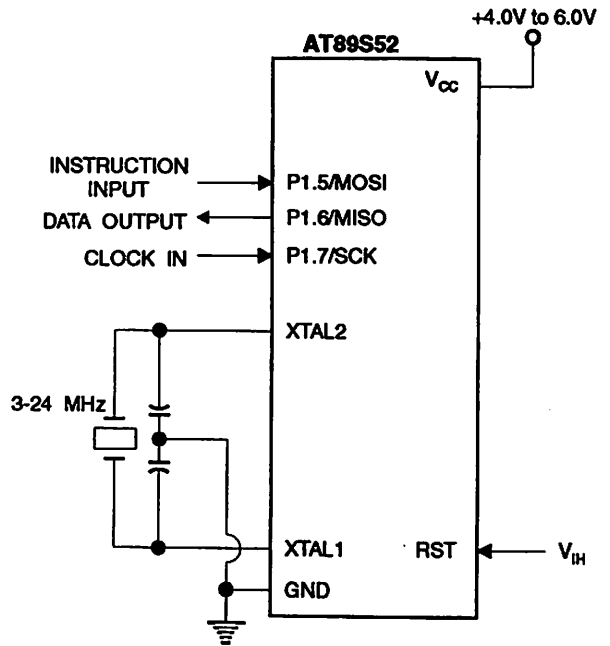 +4.0V to 6.0V
AT89S52
VCC
INSTRUCTION
INPUT
P1.5/MOSI
DATA OUTPUT
P1.6/MISO
CLOCK IN
P1.7/SCK
XTAL2
3-24 MHz
XTAL1
RST
VIH
GND